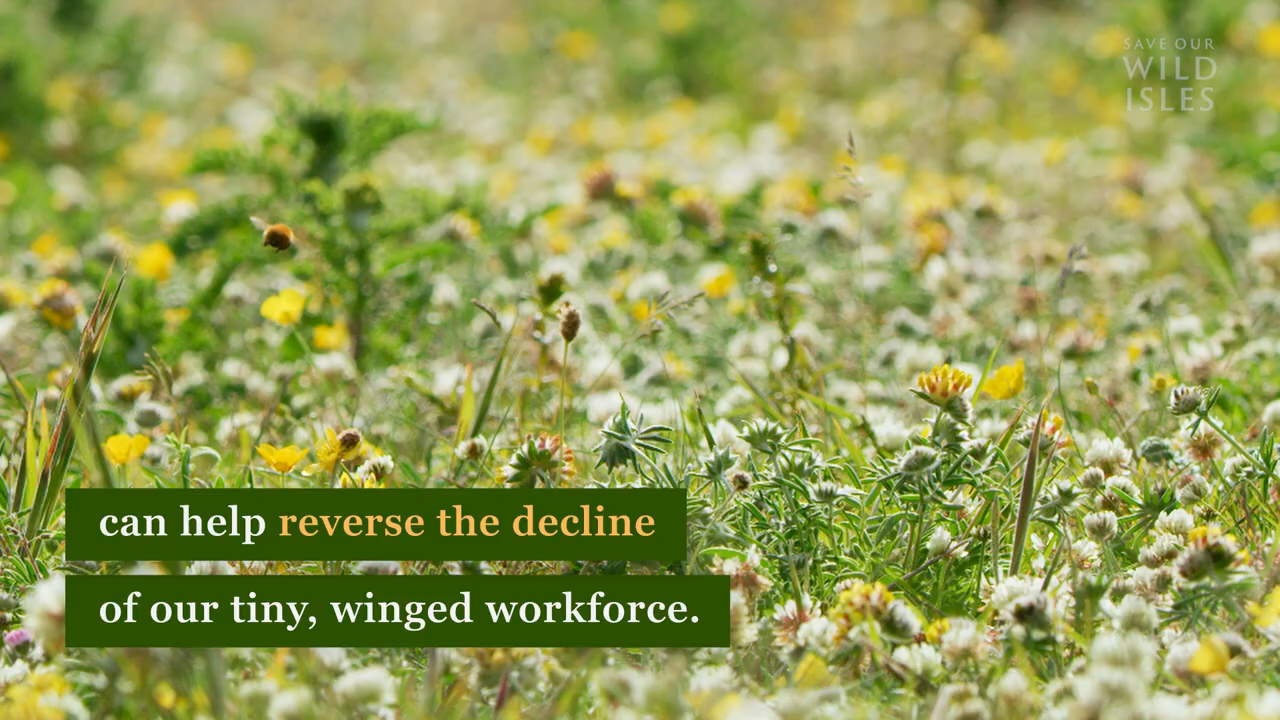 SAVE OUR
WILD
ISLES
can help reverse the decline
of our tiny, winged workforce.